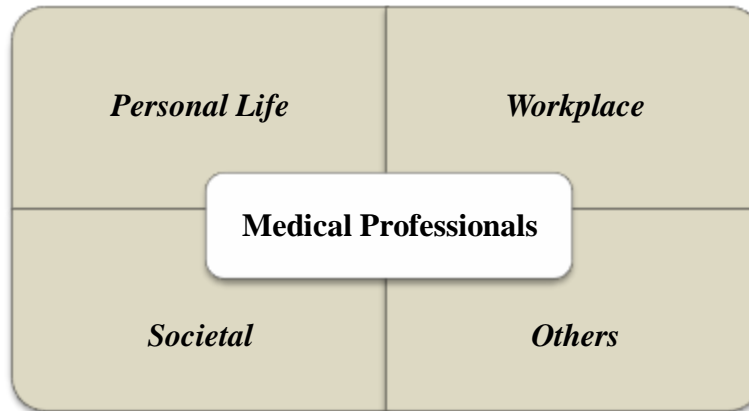 Personal Life
Workplace
Medical Professionals
Societal
Others